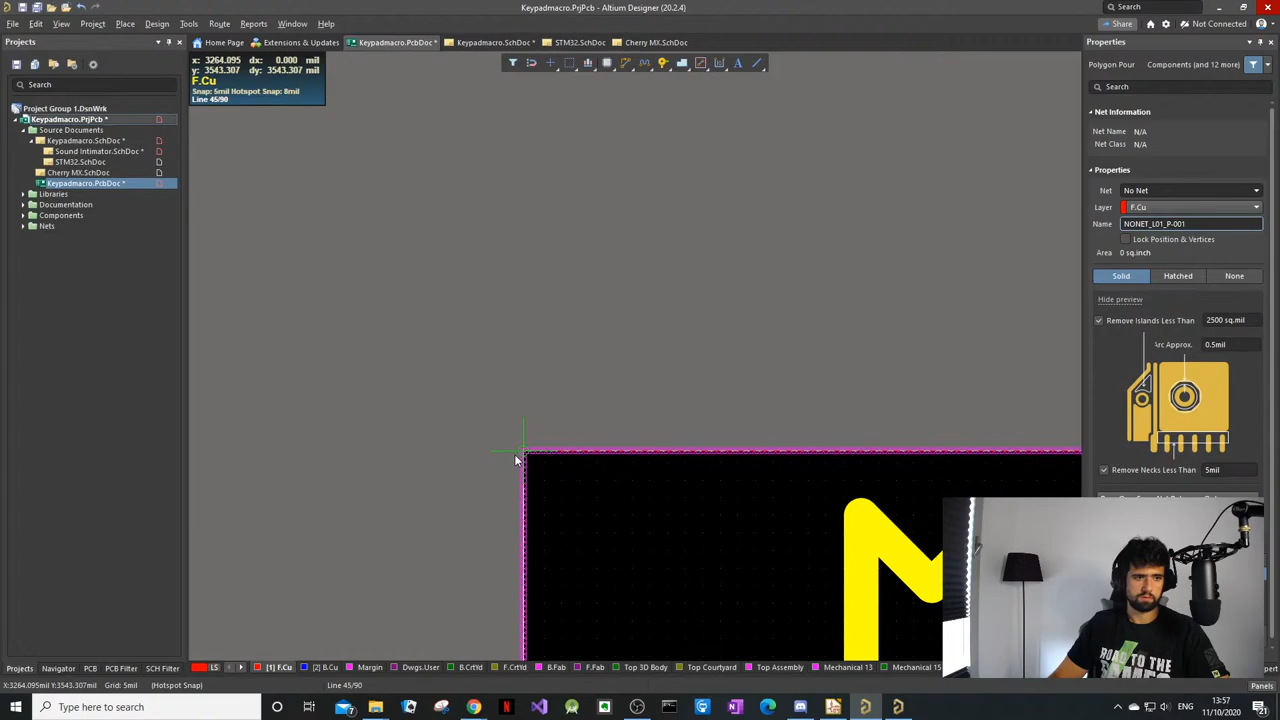 Keypadmacro.PrjPcb - Altium Designer (20.2.4)
Search
File Edit View Project Place Design Tools Route Reports Window Help
Share
Not Connected
Projects
Home Page
Extensions & Updates
Keypadmacro.PcbDoc *
Keypadmacro.SchDoc *
STM32.SchDoc
Cherry MX.SchDoc
Properties
x: 3264.095 dx: 0.000 mil
y: 3543.307 dy: 3543.307 mil
F.Cu
Snap: 5mil Hotspot Snap: 8mil
Line 45/90
Search
Project Group 1.DsnWrk
Keypadmacro.PrjPcb *
Source Documents
Keypadmacro.SchDoc *
Sound Intimator.SchDoc *
STM32.SchDoc
Cherry MX.SchDoc
Keypadmacro.PcbDoc *
Libraries
Documentation
Components
Nets
Polygon Pour
Components (and 12 more)
Search
Net Information
Net Name N/A
Net Class N/A
Properties
Net No Net
Layer F.Cu
Name NONET_L01_P-001
Lock Position & Vertices
Area 0 sq.inch
Solid
Hatched
None
Hide preview
Remove Islands Less Than 2500 sq.mil
Arc Approx. 0.5mil
Remove Necks Less Than 5mil
ROAD TO THE
Projects Navigator PCB PCB Filter SCH Filter
LS
[1] F.Cu
[2] B.Cu
Margin
Dwgs.User
B.CrtYd
F.CrtYd
B.Fab
F.Fab
Top 3D Body
Top Courtyard
Top Assembly
Mechanical 13
Mechanical 15
X:3264.095mil Y:3543.307mil Grid: 5mil (Hotspot Snap)
Line 45/90
Panels
Type here to search
13:57
11/10/2020